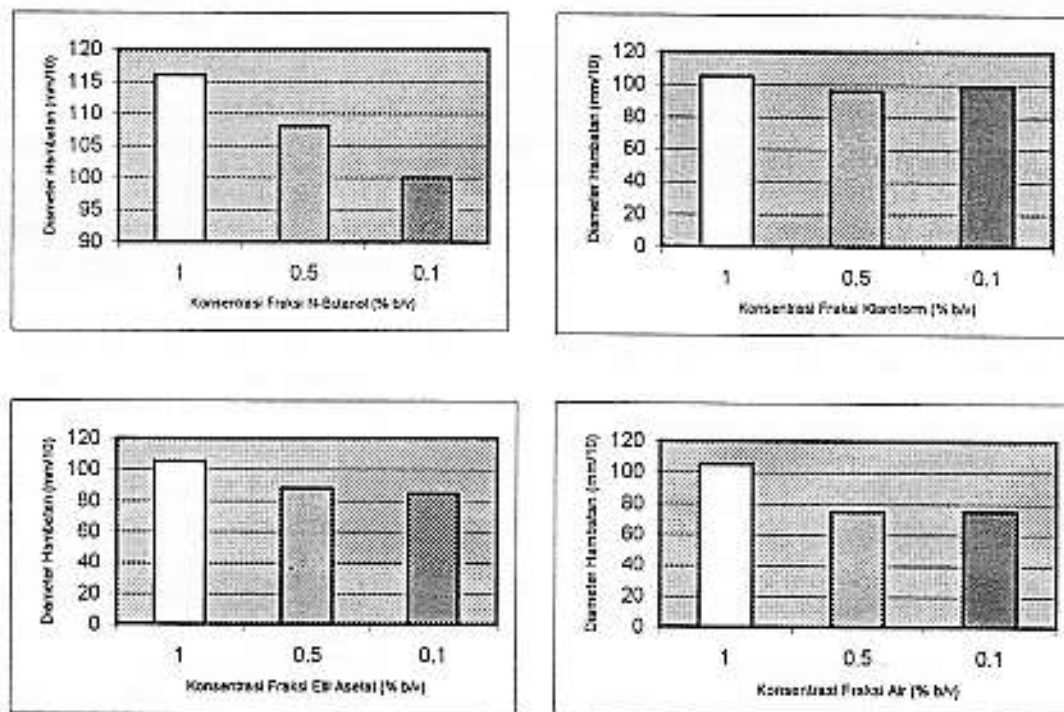 Diameter Hambatan (mm/10)
120
115
110
105
100
95
90
1 0.5 0.1
Konsentrasi Fraksi N-Butanol (% b/v)
Diameter Hambatan (mm/10)
120
100
80
60
40
20
0
1 0.5 0.1
Konsentrasi Fraksi Kloroform (% b/v)
Diameter Hambatan (mm/10)
120
100
80
60
40
20
0
1 0.5 0.1
Konsentrasi Fraksi Etil Asetat (% b/v)
Diameter Hambatan (mm/10)
120
100
80
60
40
20
0
1 0.5 0.1
Konsentrasi Fraksi Air (% b/v)